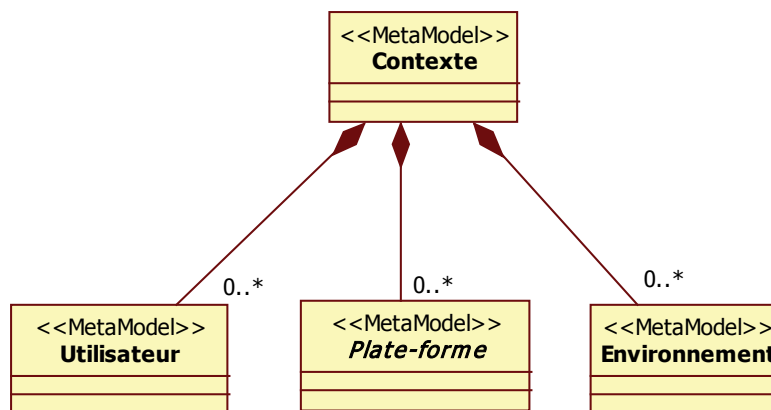 <<MetaModel>>
Contexte
0..*
0..*
0..*
<<MetaModel>>
Utilisateur
<<MetaModel>>
Plate-forme
<<MetaModel>>
Environnement